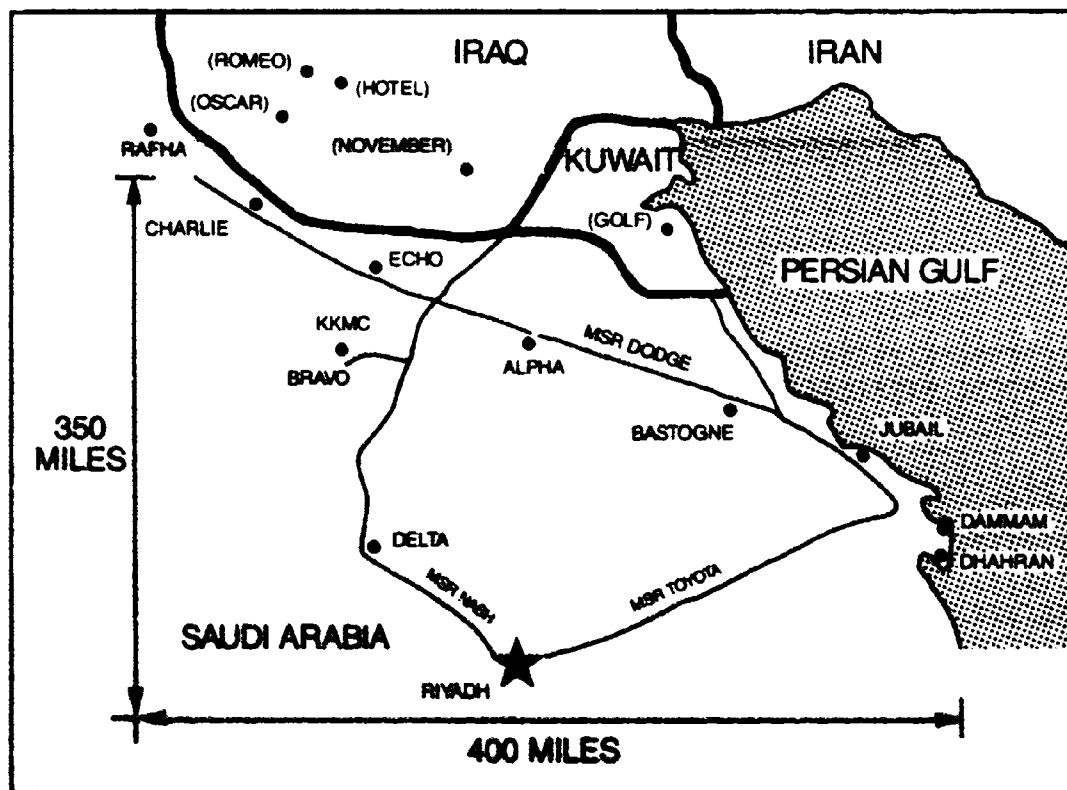 IRAQ
IRAN
(ROMEO)
(HOTEL)
(OSCAR)
RAFHA
(NOVEMBER)
KUWAIT
CHARLIE
(GOLF)
ECHO
PERSIAN GULF
KKMC
BRAVO
ALPHA
MSR DODGE
BASTOGNE
JUBAIL
350
MILES
DAMMAM
DELTA
DHAHRAN
MSR NASH
MSR TOYOTA
SAUDI ARABIA
RIYADH
400 MILES